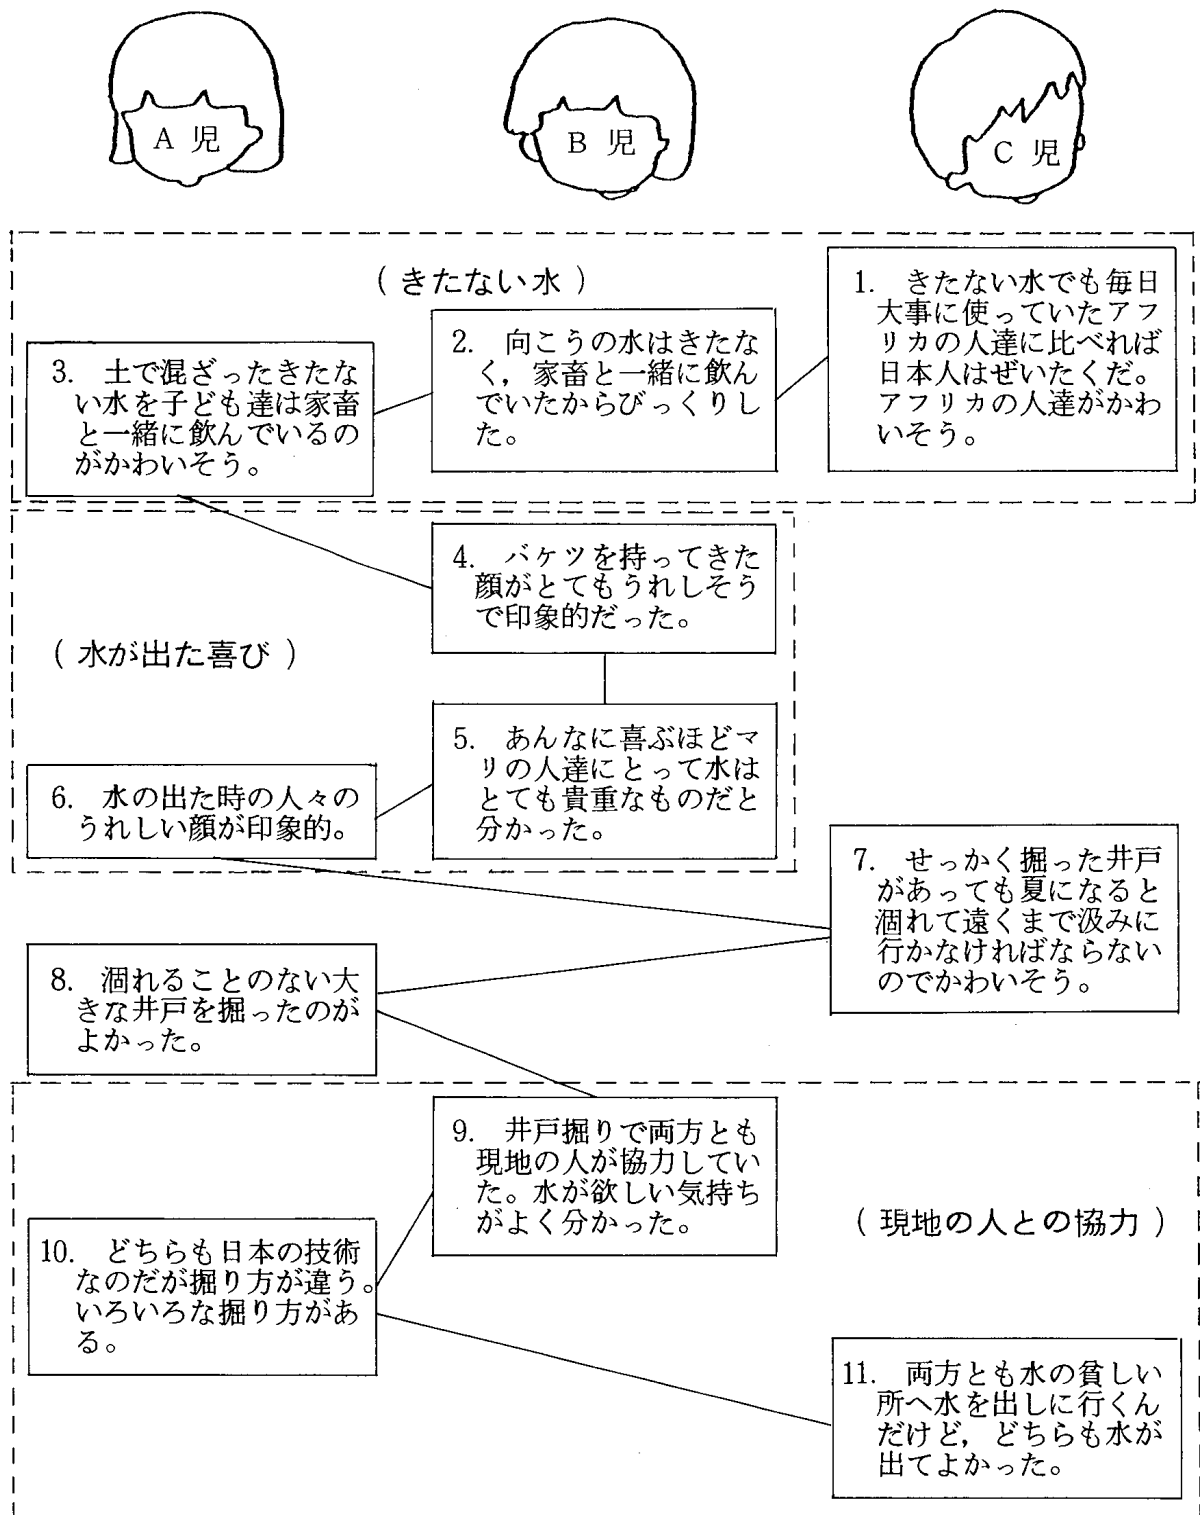 A 児
B 児
C 児
(きたない水)
1. きたない水でも毎日
大事に使っていたアフ
リカの人達に比べれば
日本人はぜいたくだ。
アフリカの人達がかわ
いそう。
2. 向こうの水はきたな
く，家畜と一緒に飲ん
でいたからびっくりし
た。
3. 土で混ざったきたな
い水を子ども達は家畜
と一緒に飲んでいるの
がかわいそう。
4. バケツを持ってきた
顔がとてもうれしそう
で印象的だった。
(水が出た喜び)
5. あんなに喜ぶほどマ
リの人達にとって水は
とても貴重なものだと
分かった。
6. 水の出た時の人々の
うれしい顔が印象的。
7. せっかく掘った井戸
があっても夏になると
涸れて遠くまで汲みに
行かなければならない
のでかわいそう。
8. 涸れることのない大
きな井戸を掘ったのが
よかった。
9. 井戸掘りで両方とも
現地の人が協力してい
た。水が欲しい気持ち
がよく分かった。
(現地の人との協力)
10. どちらも日本の技術
なのだが掘り方が違う。
いろいろな掘り方があ
る。
11. 両方とも水の貧しい
所へ水を出しに行くん
だけど，どちらも水が
出てよかった。